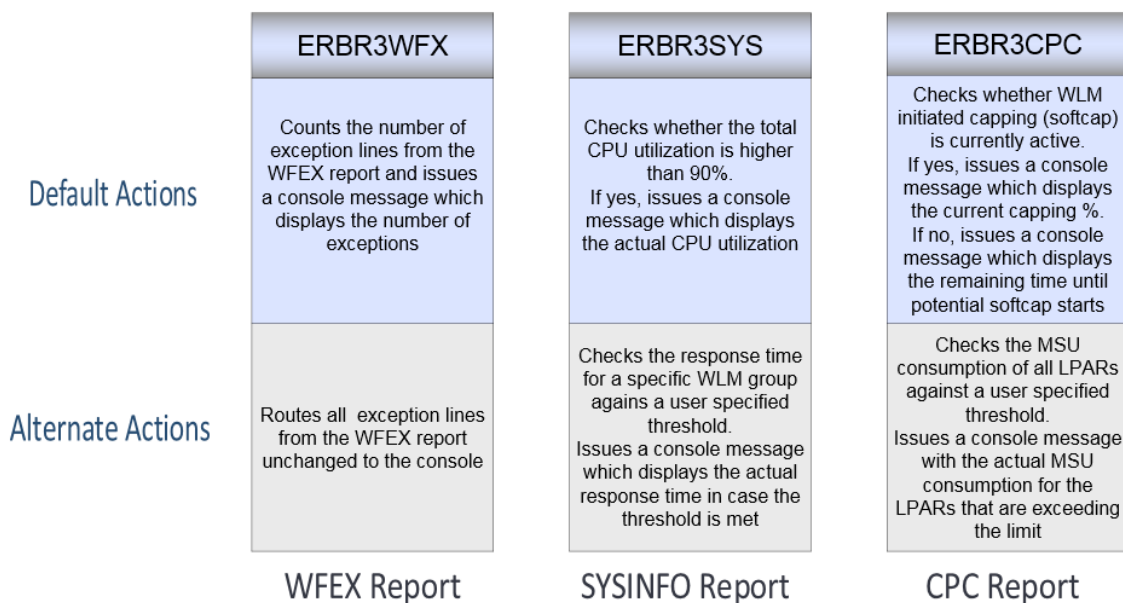 ERBR3WFX
ERBR3SYS
ERBR3CPC
Default Actions
Counts the number of
exception lines from the
WFEX report and issues
a console message which
displays the number of
exceptions
Checks whether the total
CPU utilization is higher
than 90%.
If yes, issues a console
message which displays
the actual CPU utilization
Checks whether WLM
initiated capping (softcap)
is currently active.
If yes, issues a console
message which displays
the current capping %.
If no, issues a console
message which displays
the remaining time until
potential softcap starts
Alternate Actions
Routes all exception lines
from the WFEX report
unchanged to the console
Checks the response time
for a specific WLM group
agains a user specified
threshold.
Issues a console message
which displays the actual
response time in case the
threshold is met
Checks the MSU
consumption of all LPARs
against a user specified
threshold.
Issues a console message
with the actual MSU
consumption for the
LPARs that are exceeding
the limit
WFEX Report
SYSINFO Report
CPC Report